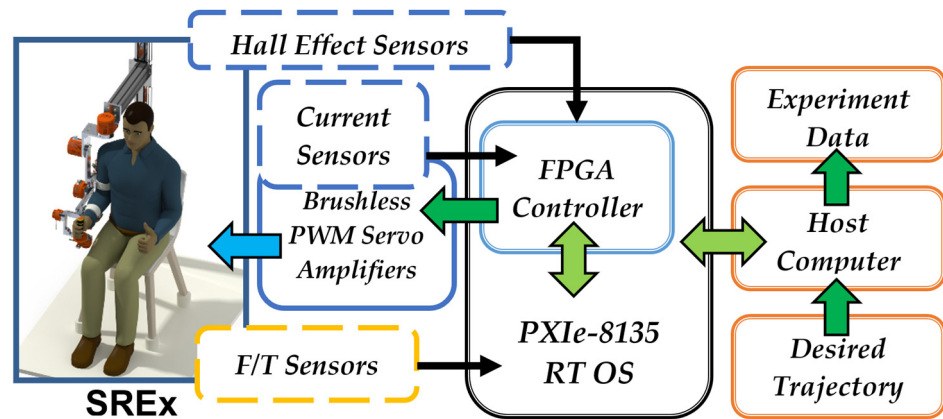 Hall Effect Sensors
Current
Sensors
Brushless
PWM Servo
Amplifiers
F/T Sensors
SREx
FPGA
Controller
PXIe-8135
RT OS
Experiment
Data
Host
Computer
Desired
Trajectory